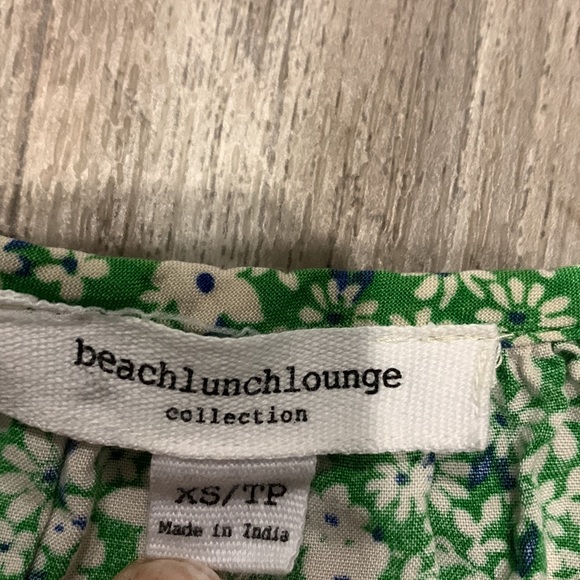 beachlunchlounge
collection
XS/TP
Made in India